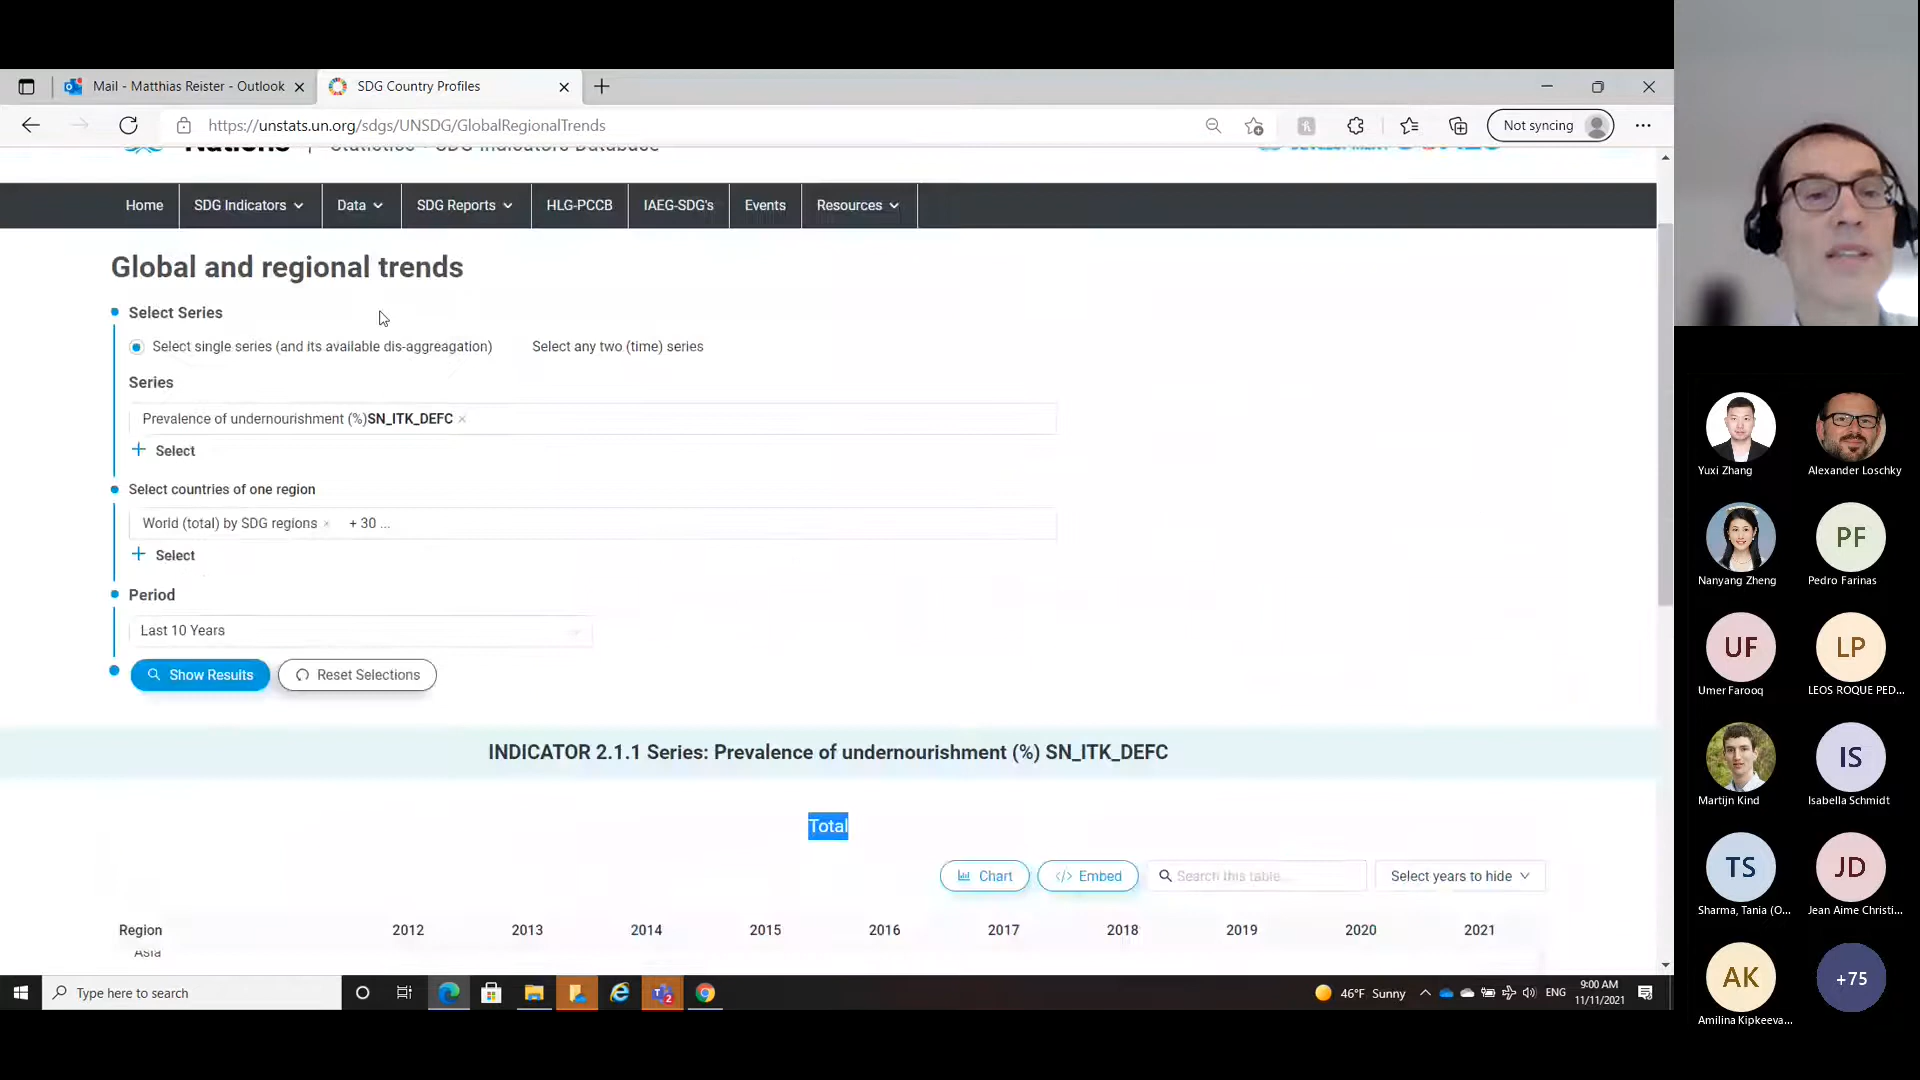 Mail - Matthias Reister - Outlook
SDG Country Profiles
https://unstats.un.org/sdgs/UNSDG/GlobalRegionalTrends
Not syncing
Home
SDG Indicators
Data
SDG Reports
HLG-PCCB
IAEG-SDG's
Events
Resources
Global and regional trends
Select Series
Select single series (and its available dis-aggreagation)
Select any two (time) series
Series
Prevalence of undernourishment (%)SN_ITK_DEFC ×
+ Select
Select countries of one region
World (total) by SDG regions × + 30 ...
+ Select
Period
Last 10 Years
Show Results
Reset Selections
INDICATOR 2.1.1 Series: Prevalence of undernourishment (%) SN_ITK_DEFC
Total
Chart
</> Embed
Search this table...
Select years to hide
Region 2012 2013 2014 2015 2016 2017 2018 2019 2020 2021
Asia
Type here to search
46°F Sunny
ENG
9:00 AM
11/11/2021
Yuxi Zhang
Alexander Loschky
Nanyang Zheng
PF
Pedro Farinas
UF
Umer Farooq
LP
LEOS ROQUE PED...
Martijn Kind
IS
Isabella Schmidt
TS
Sharma, Tania (O...
JD
Jean Aime Christi...
AK
Amilina Kipkeeva...
+75